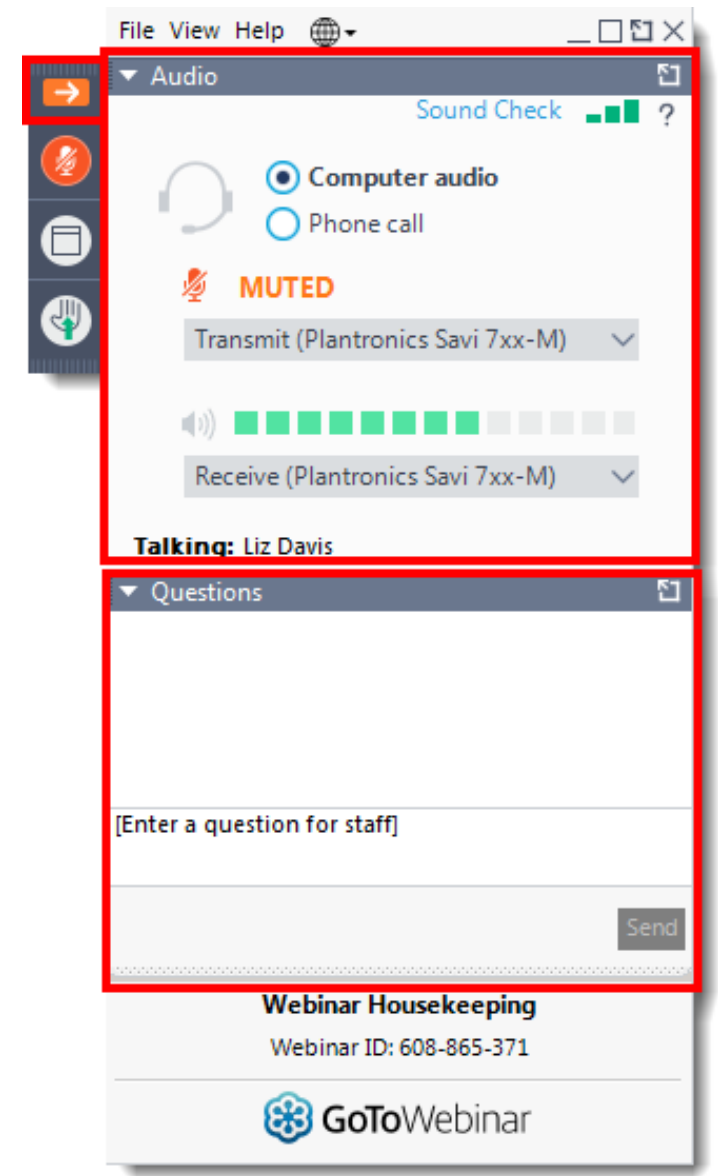 File View Help
Audio
Sound Check ?
Computer audio
Phone call
MUTED
Transmit (Plantronics Savi 7xx-M)
Receive (Plantronics Savi 7xx-M)
Talking: Liz Davis
Questions
[Enter a question for staff]
Send
Webinar Housekeeping
Webinar ID: 608-865-371
GoToWebinar